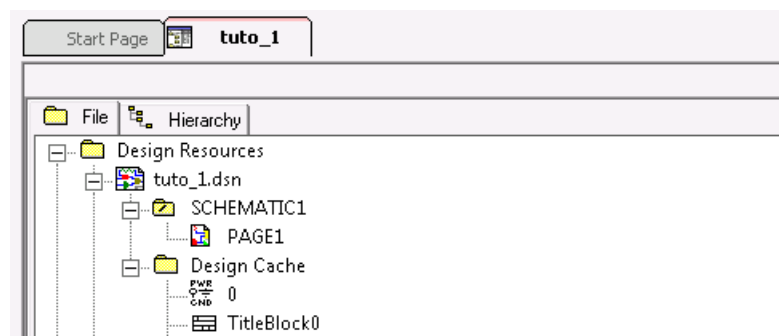 Start Page tuto_1
File Hierarchy
Design Resources
tuto_1.dsn
SCHEMATIC1
PAGE1
Design Cache
PWR
GND 0
TitleBlock0